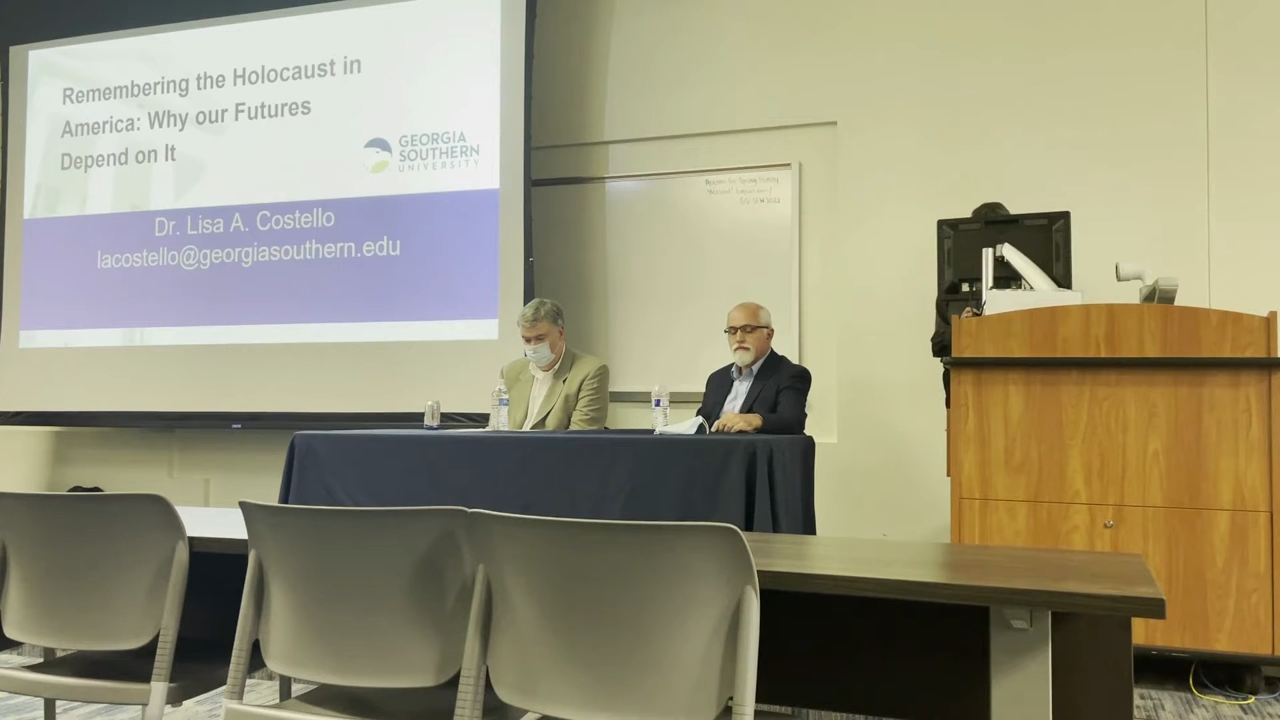 Remembering the Holocaust in
America: Why our Futures
Depend on It
GEORGIA
SOUTHERN
UNIVERSITY
Dr. Lisa A. Costello
lacostello@georgiasouthern.edu